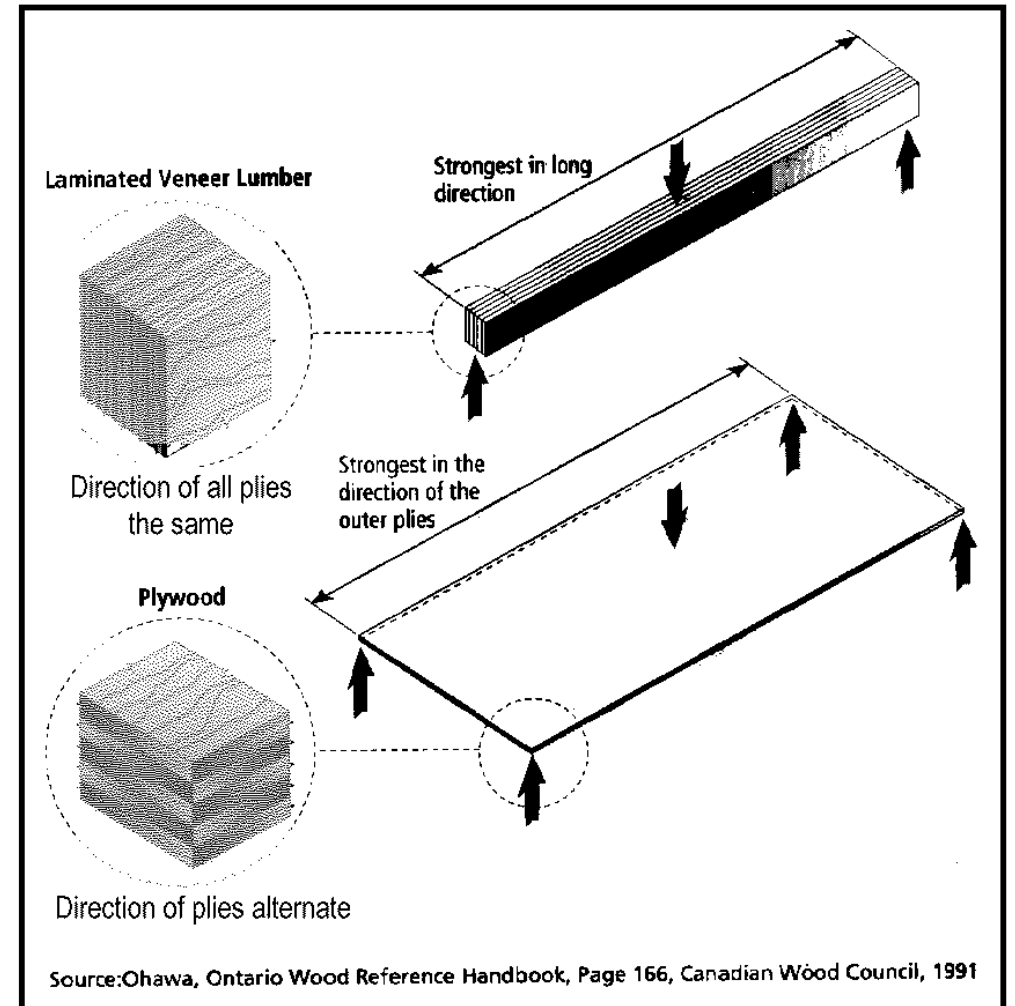 Strongest in long
direction
Laminated Veneer Lumber
Direction of all plies
the same
Strongest in the
direction of the
outer plies
Plywood
Direction of plies alternate
Source:Ohawa, Ontario Wood Reference Handbook, Page 166, Canadian Wood Council, 1991